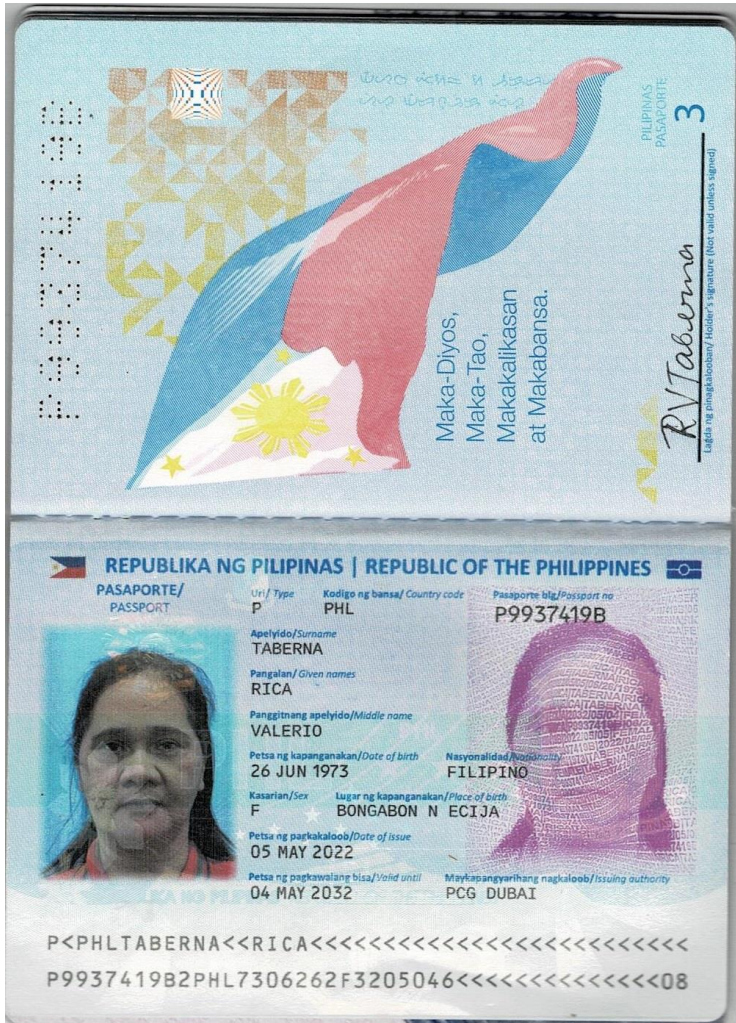 P9937419B
PILIPINAS
PASAPORTE
3
Maka-Diyos,
Maka-Tao,
Makakalikasan
at Makabansa.
RVTaberna
Lagda ng pinagkalooban/ Holder's signature (Not valid unless signed)
REPUBLIKA NG PILIPINAS | REPUBLIC OF THE PHILIPPINES
PASAPORTE/
PASSPORT
Uri/ Type
Kodigo ng bansa/ Country code
Pasaporte blg/Passport no
P
PHL
P9937419B
Apelyido/Surname
TABERNA
Pangalan/ Given names
RICA
Panggitnang apelyido/Middle name
VALERIO
Petsa ng kapanganakan/Date of birth
Nasyonalidad/Nationality
26 JUN 1973
FILIPINO
Kasarian/Sex
Lugar ng kapanganakan/Place of birth
F
BONGABON N ECIJA
Petsa ng pagkakaloob/Date of issue
05 MAY 2022
Petsa ng pagkawalang bisa/Valid until
Maykapangyarihang nagkaloob/Issuing authority
04 MAY 2032
PCG DUBAI
P<PHLTABERNA<<RICA<<<<<<<<<<<<<<<<<<<<<<<<<<
P9937419B2PHL7306262F3205046<<<<<<<<<<<<<<08